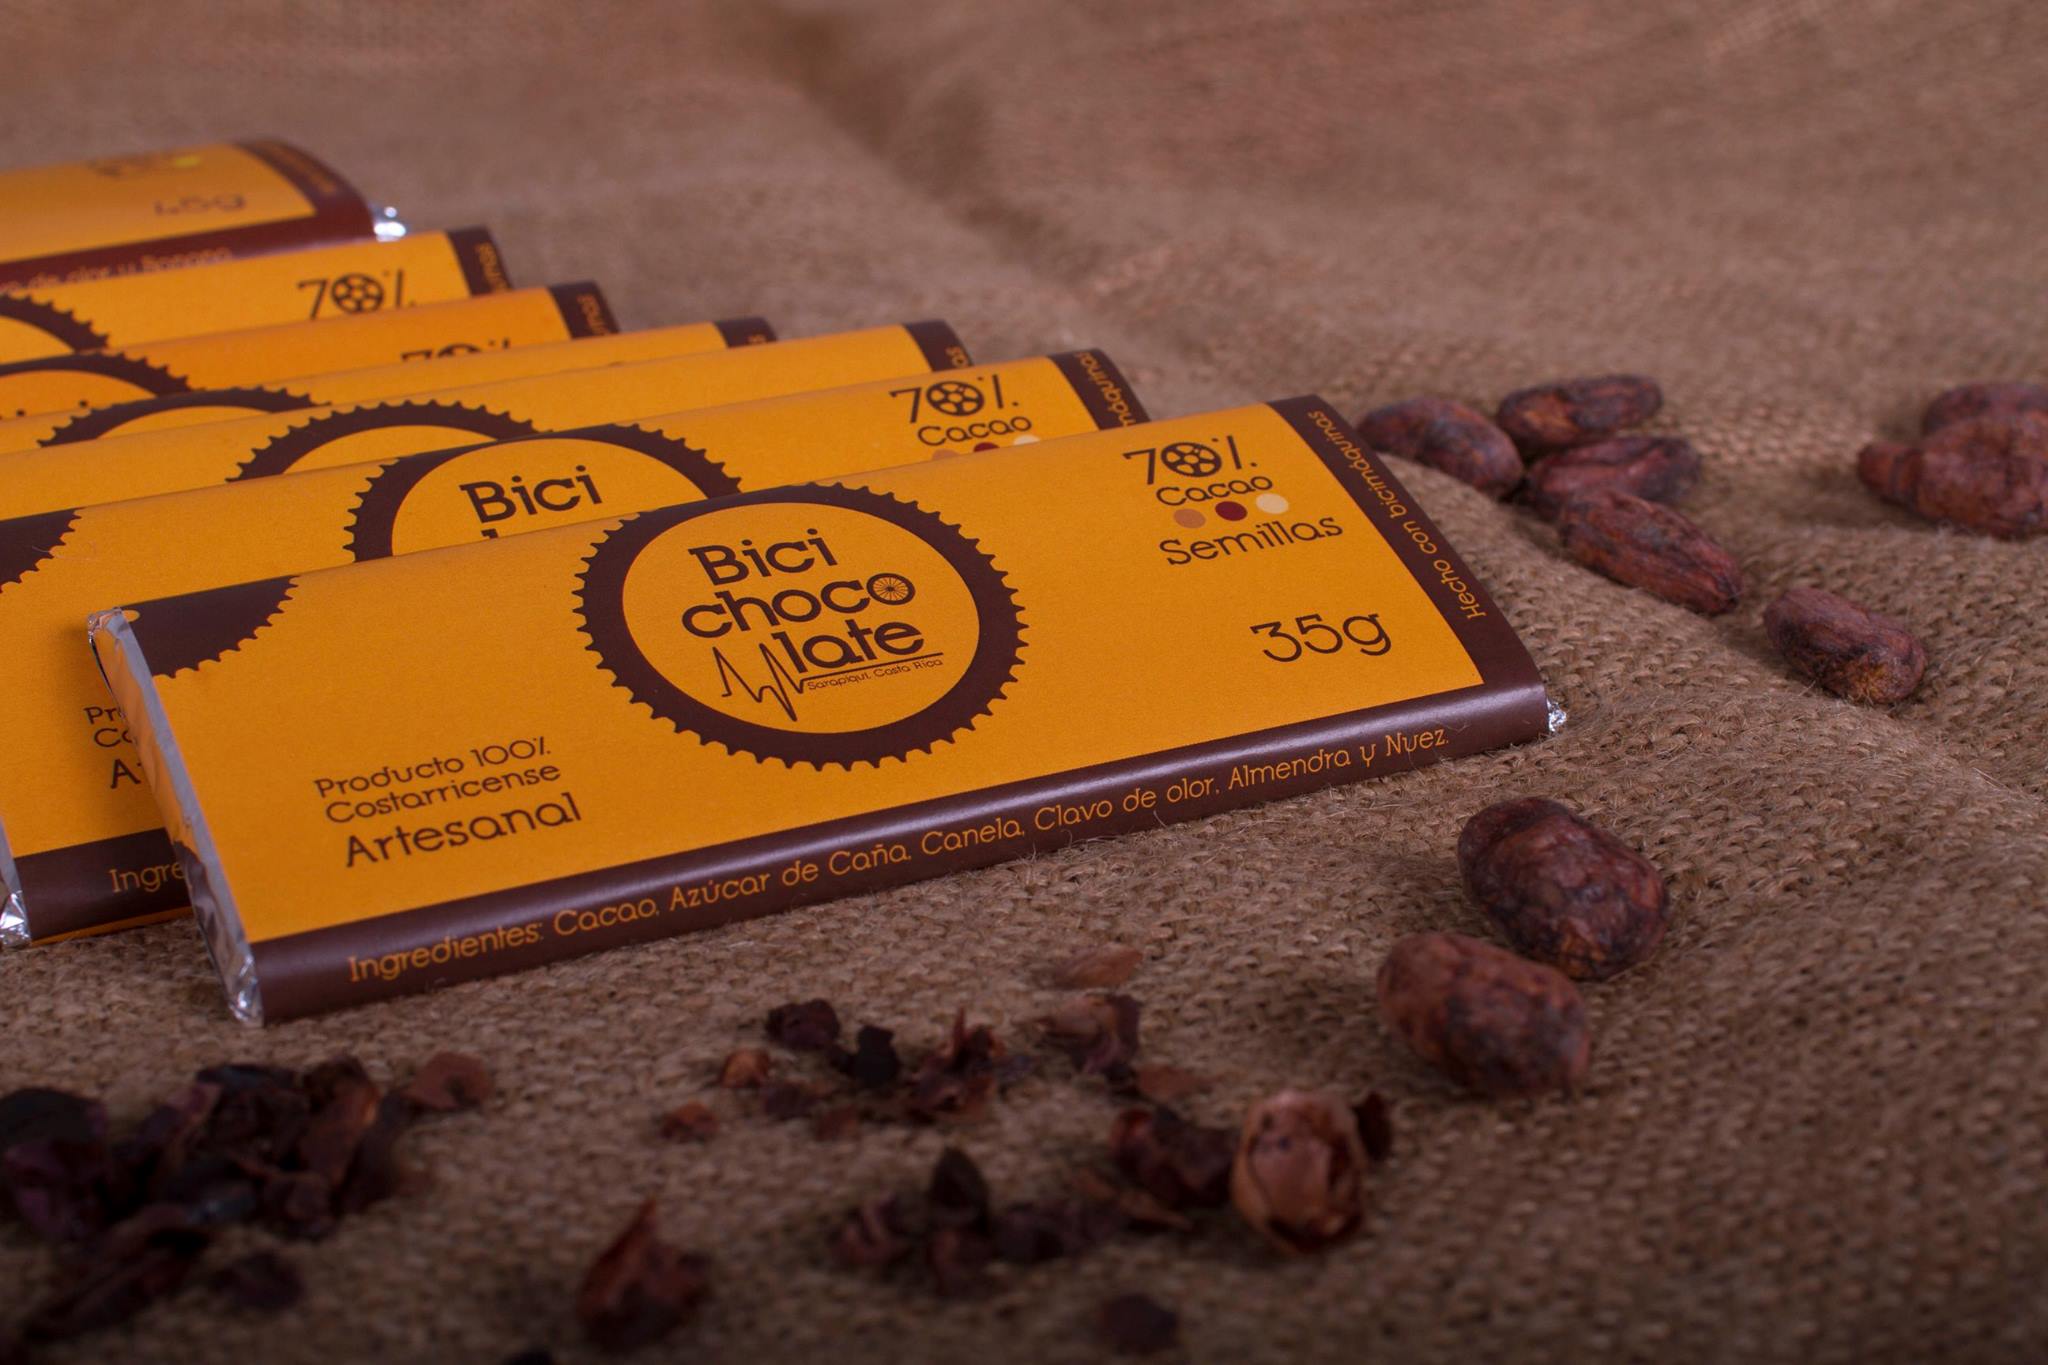 70%
70%
70%
Cacao
Bici
Bici
choco
late
Sarapiquí, Costa Rica
70%
Cacao
Semillas
35g
Hecho con bicimáquinas
Producto 100%
Costarricense
Artesanal
Ingredientes: Cacao, Azúcar de Caña, Canela, Clavo de olor, Almendra y Nuez.